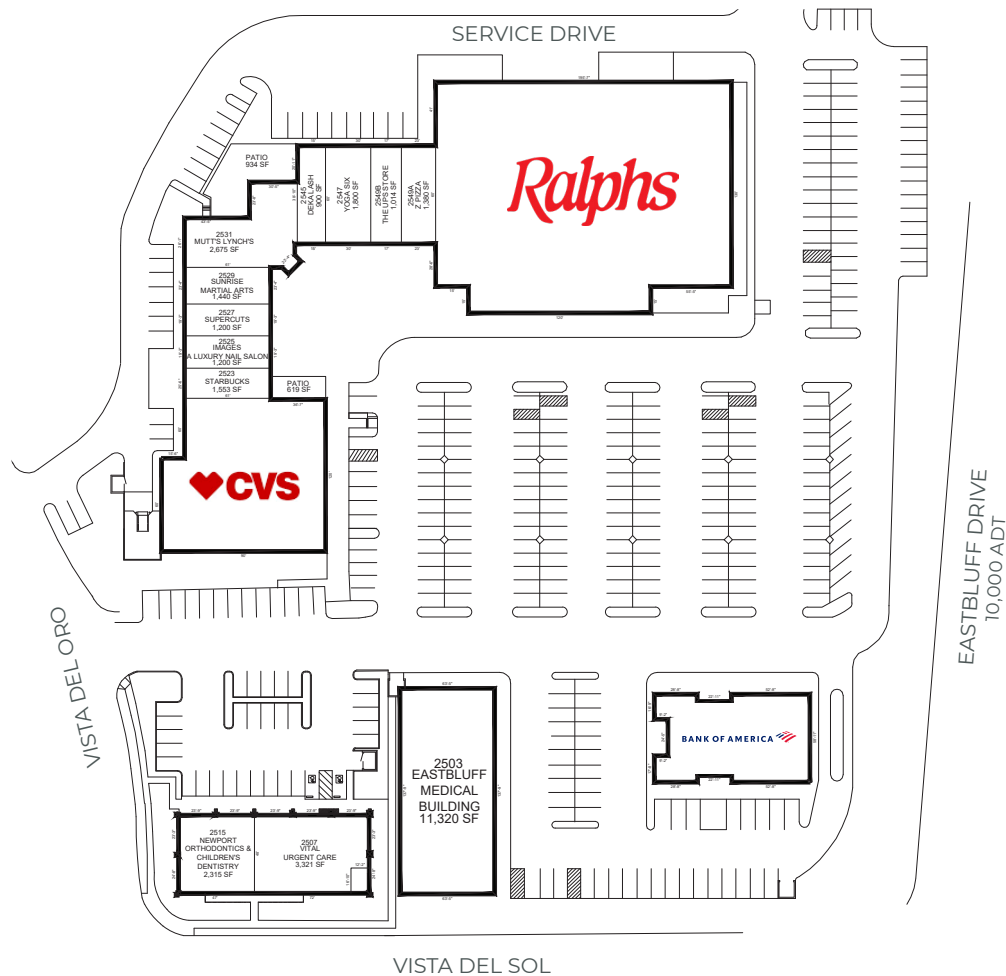 SERVICE DRIVE
PATIO
934 SF
2545
DEKA LASH
900 SF
2547
YOGA SIX
1,800 SF
2549B
THE UPS STORE
1,014 SF
2549A
Z PIZZA
1,380 SF
Ralphs
2531
MUTT'S LYNCH'S
2,675 SF
2529
SUNRISE
MARTIAL ARTS
1,440 SF
2527
SUPERCUTS
1,200 SF
2525
IMAGES
A LUXURY NAIL SALON
1,200 SF
2523
STARBUCKS
1,553 SF
PATIO
619 SF
CVS
EASTBLUFF DRIVE
10,000 ADT
VISTA DEL ORO
2503
EASTBLUFF
MEDICAL
BUILDING
11,320 SF
BANK OF AMERICA
2515
NEWPORT
ORTHODONTICS &
CHILDREN'S
DENTISTRY
2,315 SF
2507
VITAL
URGENT CARE
3,321 SF
VISTA DEL SOL